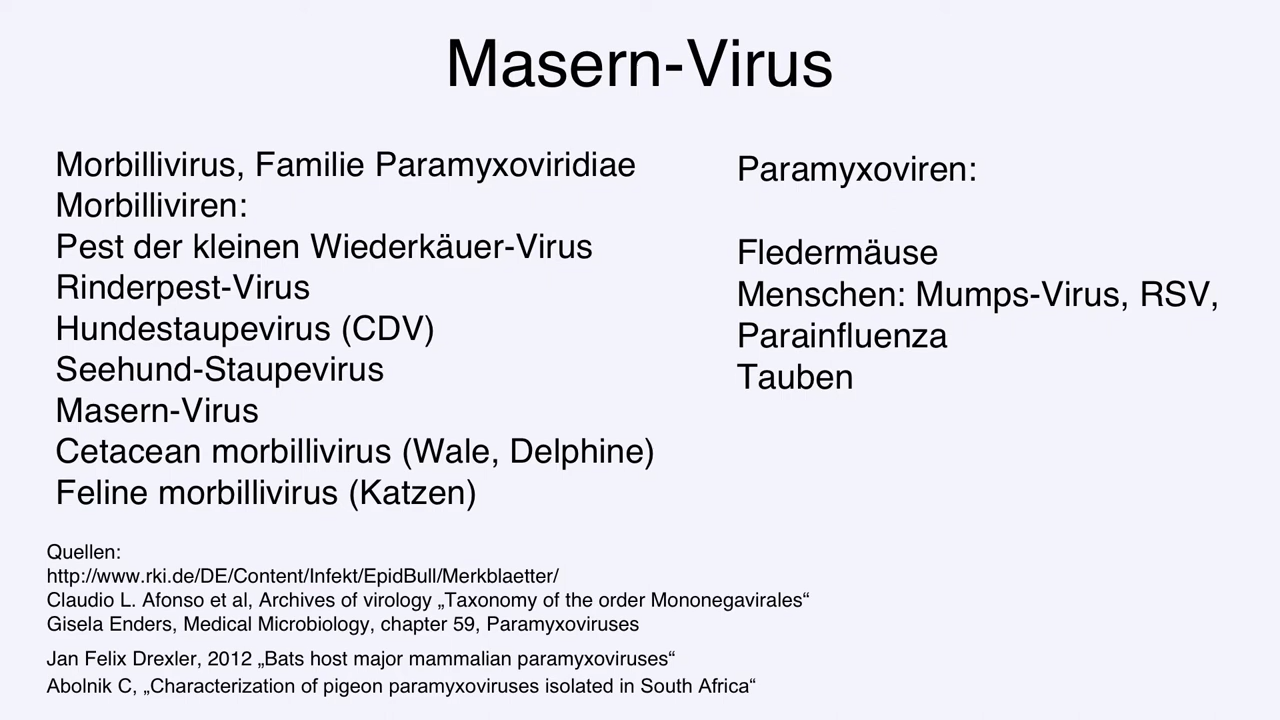 Masern-Virus
Morbillivirus, Familie Paramyxoviridiae
Morbilliviren:
Pest der kleinen Wiederkäuer-Virus
Rinderpest-Virus
Hundestaupevirus (CDV)
Seehund-Staupevirus
Masern-Virus
Cetacean morbillivirus (Wale, Delphine)
Feline morbillivirus (Katzen)
Paramyxoviren:
Fledermäuse
Menschen: Mumps-Virus, RSV,
Parainfluenza
Tauben
Quellen:
http://www.rki.de/DE/Content/Infekt/EpidBull/Merkblaetter/
Claudio L. Afonso et al, Archives of virology „Taxonomy of the order Mononegavirales“
Gisela Enders, Medical Microbiology, chapter 59, Paramyxoviruses
Jan Felix Drexler, 2012 „Bats host major mammalian paramyxoviruses“
Abolnik C, „Characterization of pigeon paramyxoviruses isolated in South Africa“